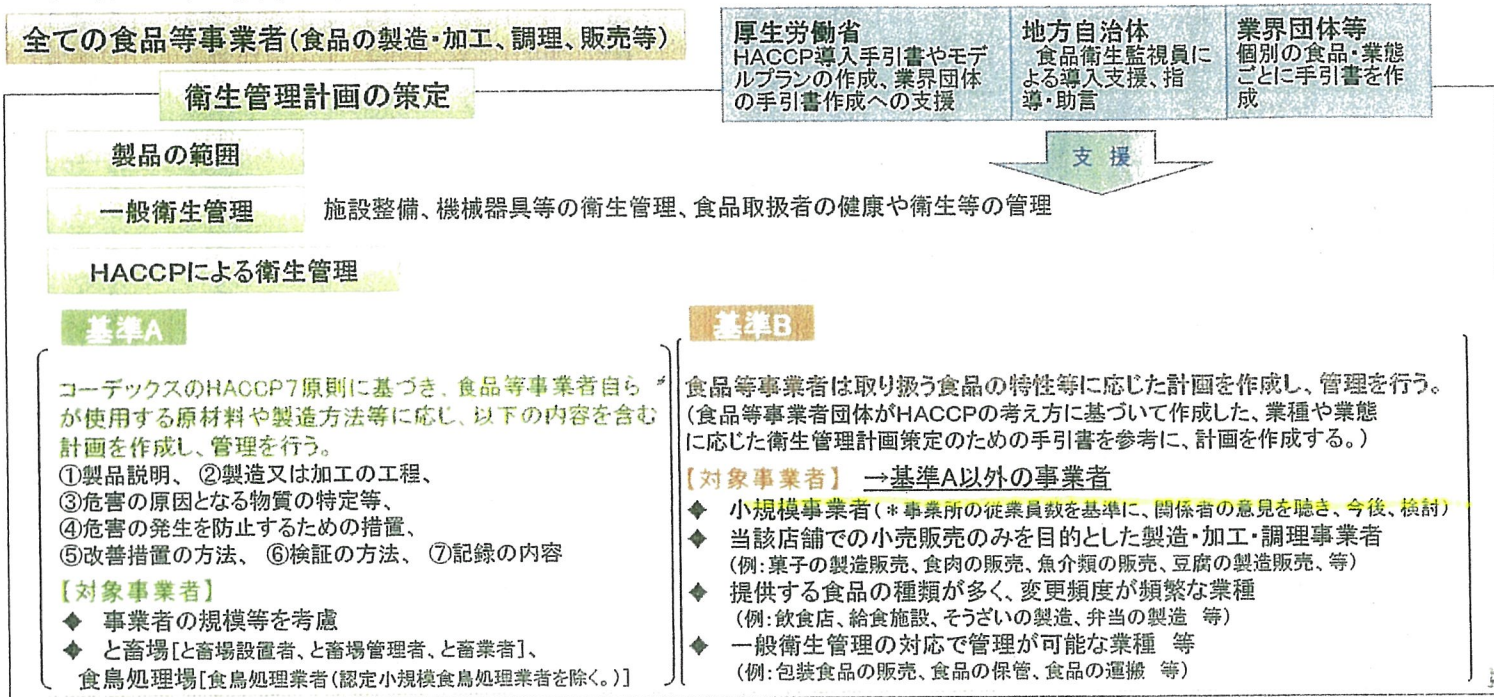 全ての食品等事業者(食品の製造・加工、調理、販売等)
衛生管理計画の策定
厚生労働省
HACCP導入手引書やモデ
ルプランの作成、業界団体
の手引書作成への支援
地方自治体
食品衛生監視員に
よる導入支援、指
導・助言
業界団体等
個別の食品・業態
ごとに手引書を作
成
支 援
製品の範囲
一般衛生管理
施設整備、機械器具等の衛生管理、食品取扱者の健康や衛生等の管理
HACCPによる衛生管理
基準A
コーデックスのHACCP7原則に基づき、食品等事業者自ら
が使用する原材料や製造方法等に応じ、以下の内容を含む
計画を作成し、管理を行う。
①製品説明、 ②製造又は加工の工程、
③危害の原因となる物質の特定等、
④危害の発生を防止するための措置、
⑤改善措置の方法、 ⑥検証の方法、 ⑦記録の内容
【対象事業者】
◆ 事業者の規模等を考慮
◆ と畜場[と畜場設置者、と畜場管理者、と畜業者]、
食鳥処理場[食鳥処理業者(認定小規模食鳥処理業者を除く。)]
基準B
食品等事業者は取り扱う食品の特性等に応じた計画を作成し、管理を行う。
(食品等事業者団体がHACCPの考え方に基づいて作成した、業種や業態
に応じた衛生管理計画策定のための手引書を参考に、計画を作成する。)
【対象事業者】 →基準A以外の事業者
◆ 小規模事業者(*事業所の従業員数を基準に、関係者の意見を聴き、今後、検討)
◆ 当該店舗での小売販売のみを目的とした製造・加工・調理事業者
(例:菓子の製造販売、食肉の販売、魚介類の販売、豆腐の製造販売、等)
◆ 提供する食品の種類が多く、変更頻度が頻繁な業種
(例:飲食店、給食施設、そうざいの製造、弁当の製造 等)
◆ 一般衛生管理の対応で管理が可能な業種 等
(例:包装食品の販売、食品の保管、食品の運搬 等)